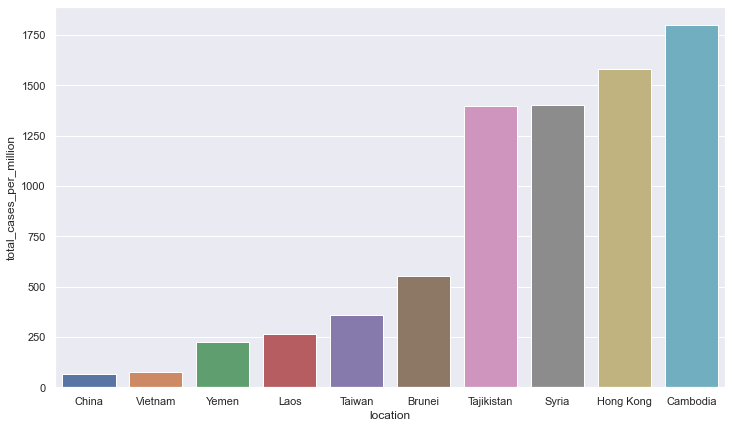 total_cases_per_million
1750
1500
1250
1000
750
500
250
0
China Vietnam Yemen Laos Taiwan Brunei Tajikistan Syria Hong Kong Cambodia
location